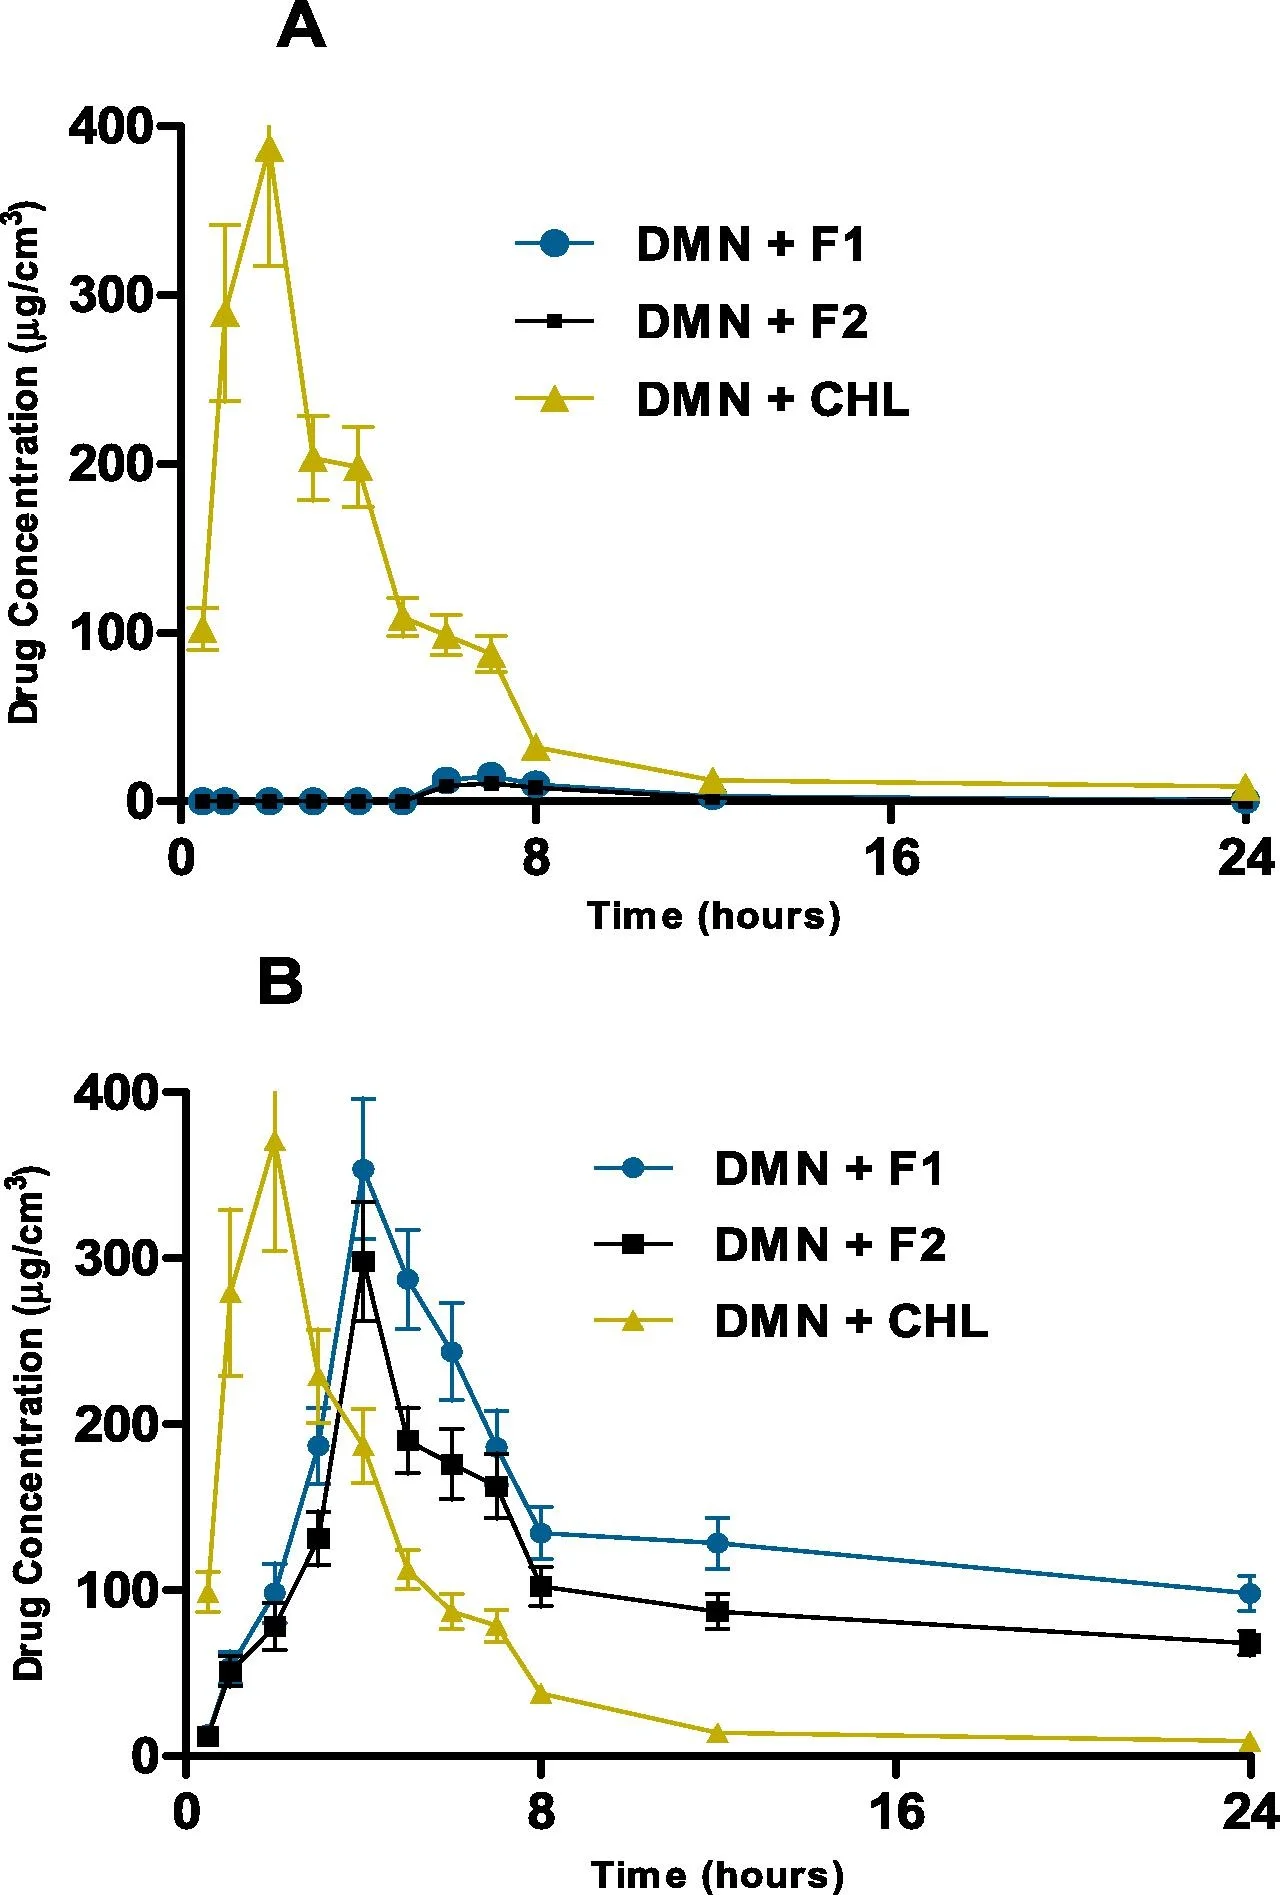 A
400
300
200
100
0
Drug Concentration (µg/cm³)
DMN + F1
DMN + F2
DMN + CHL
0 8 16 24
Time (hours)
B
400
300
200
100
0
Drug Concentration (µg/cm³)
DMN + F1
DMN + F2
DMN + CHL
0 8 16 24
Time (hours)